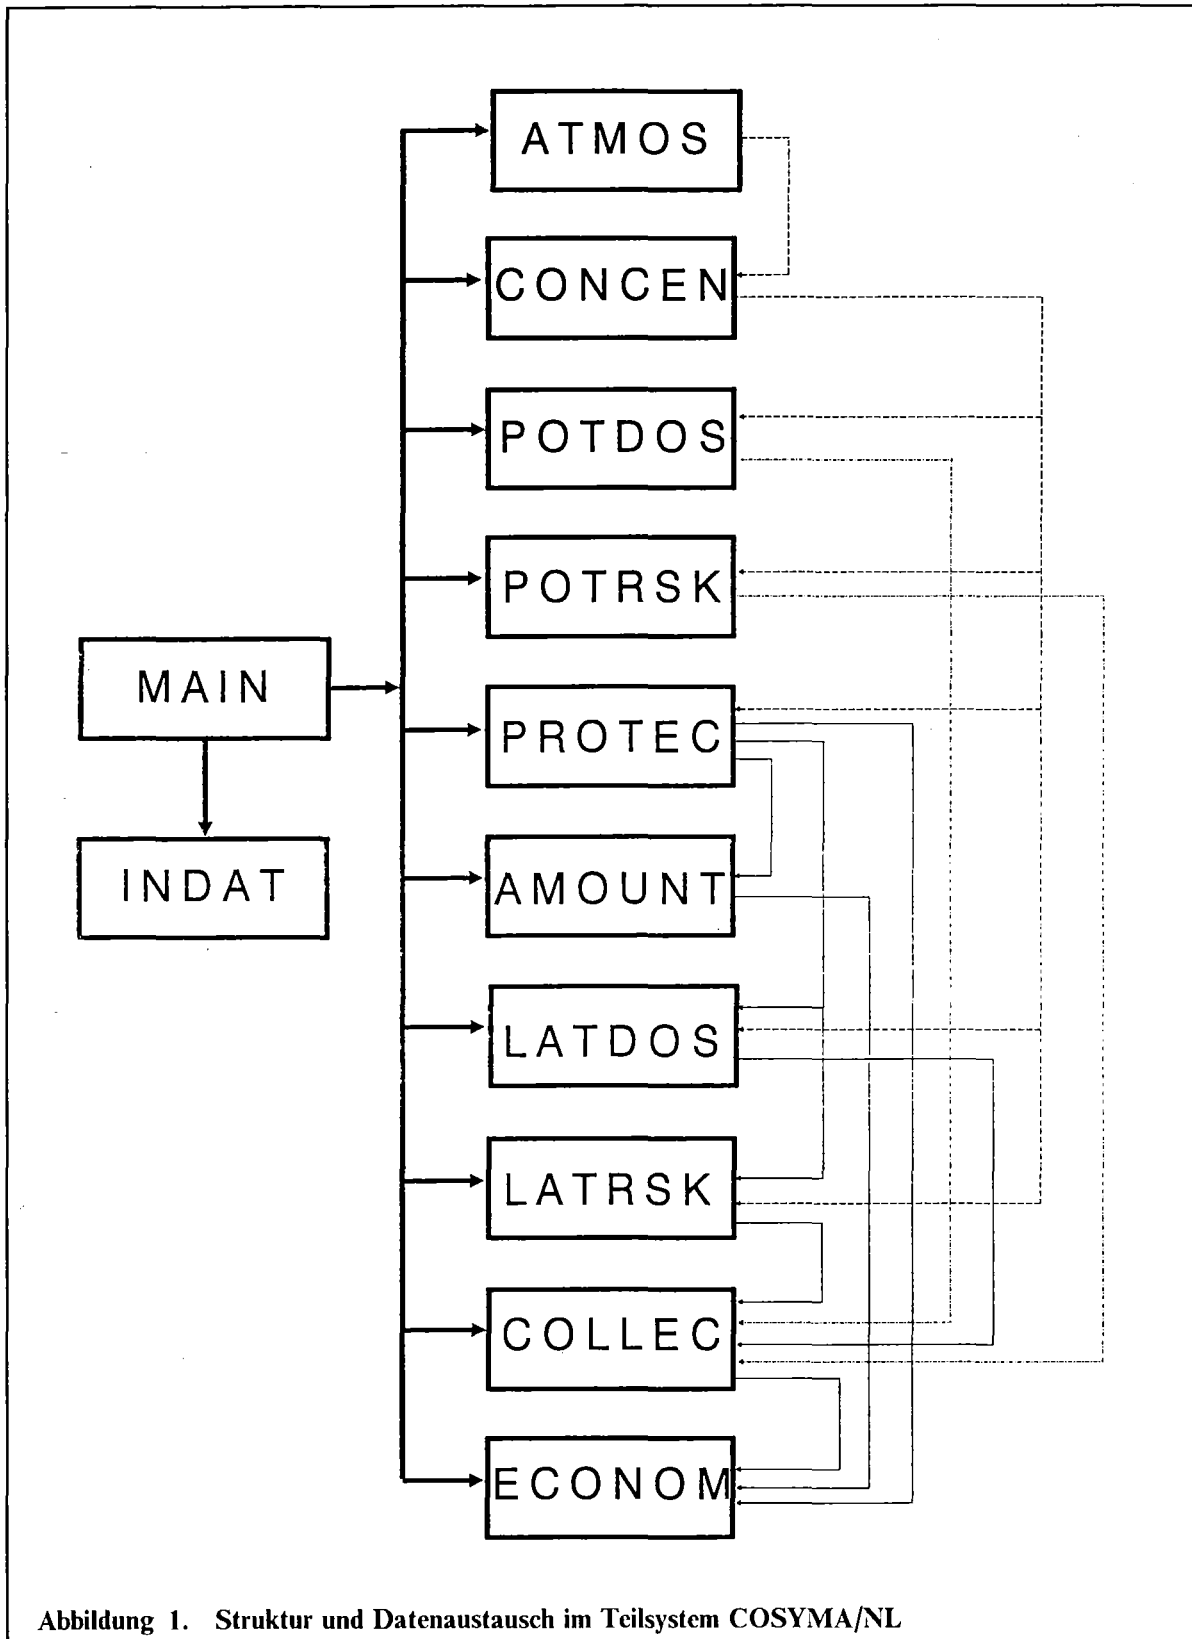 ATMOS
CONCEN
POTDOS
POTRSK
MAIN
PROTEC
INDAT
AMOUNT
LATDOS
LATRSK
COLLEC
ECONOM
Abbildung 1. Struktur und Datenaustausch im Teilsystem COSYMA/NL